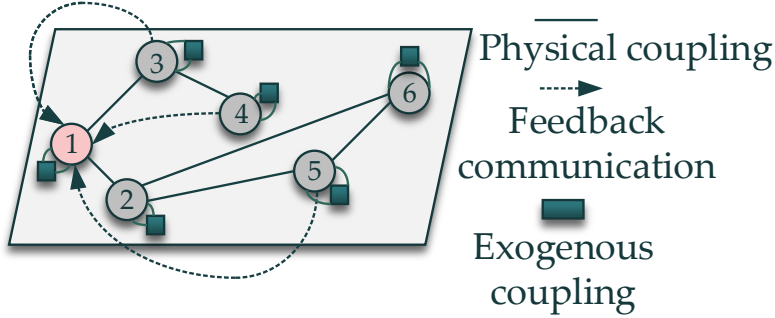 3
4
6
1
5
2
Physical coupling
Feedback
communication
Exogenous
coupling